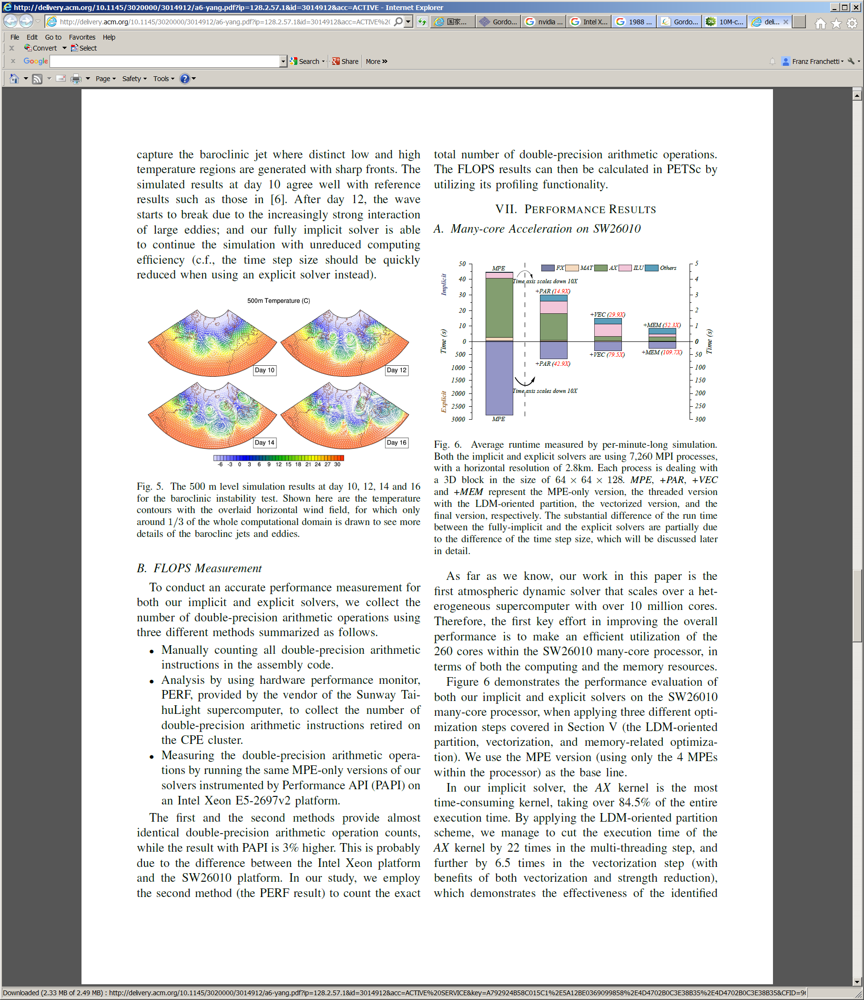 http://delivery.acm.org/10.1145/3020000/3014912/a6-yang.pdf?ip=128.2.57.1&id=3014912&acc=ACTIVE - Internet Explorer
http://delivery.acm.org/10.1145/3020000/3014912/a6-yang.pdf?ip=128.2.57.1&id=3014912&acc=ACTIVE%20
国家... Gordo... nvidia ... Intel X... 1988 ... Gordo... 10M-c... deli...
File Edit Go to Favorites Help
x Convert Select
x Google Search Share More »
Franz Franchetti
Page Safety Tools
capture the baroclinic jet where distinct low and high
temperature regions are generated with sharp fronts. The
simulated results at day 10 agree well with reference
results such as those in [6]. After day 12, the wave
starts to break due to the increasingly strong interaction
of large eddies; and our fully implicit solver is able
to continue the simulation with unreduced computing
efficiency (c.f., the time step size should be quickly
reduced when using an explicit solver instead).
500m Temperature (C)
Day 10
Day 12
Day 14
Day 16
-6 -3 0 3 6 9 12 15 18 21 24 27 30
Fig. 5. The 500 m level simulation results at day 10, 12, 14 and 16
for the baroclinic instability test. Shown here are the temperature
contours with the overlaid horizontal wind field, for which only
around 1/3 of the whole computational domain is drawn to see more
details of the baroclinc jets and eddies.
B. FLOPS Measurement
To conduct an accurate performance measurement for
both our implicit and explicit solvers, we collect the
number of double-precision arithmetic operations using
three different methods summarized as follows.
• Manually counting all double-precision arithmetic
instructions in the assembly code.
• Analysis by using hardware performance monitor,
PERF, provided by the vendor of the Sunway Tai-
huLight supercomputer, to collect the number of
double-precision arithmetic instructions retired on
the CPE cluster.
• Measuring the double-precision arithmetic opera-
tions by running the same MPE-only versions of our
solvers instrumented by Performance API (PAPI) on
an Intel Xeon E5-2697v2 platform.
The first and the second methods provide almost
identical double-precision arithmetic operation counts,
while the result with PAPI is 3% higher. This is probably
due to the difference between the Intel Xeon platform
and the SW26010 platform. In our study, we employ
the second method (the PERF result) to count the exact
total number of double-precision arithmetic operations.
The FLOPS results can then be calculated in PETSc by
utilizing its profiling functionality.
VII. PERFORMANCE RESULTS
A. Many-core Acceleration on SW26010
FX MAT AX ILU Others
MPE
Time axis scales down 10X
+PAR (14.9X)
+VEC (29.9X)
+MEM (52.3X)
+PAR (42.9X)
+VEC (79.5X)
+MEM (109.7X)
Time axis scales down 10X
MPE
Implicit
Time (s)
Explicit
50
40
30
20
10
0
500
1000
1500
2000
2500
3000
5
4
3
2
1
0
50
100
150
200
250
300
Time (s)
Fig. 6. Average runtime measured by per-minute-long simulation.
Both the implicit and explicit solvers are using 7,260 MPI processes,
with a horizontal resolution of 2.8km. Each process is dealing with
a 3D block in the size of 64 × 64 × 128. MPE, +PAR, +VEC
and +MEM represent the MPE-only version, the threaded version
with the LDM-oriented partition, the vectorized version, and the
final version, respectively. The substantial difference of the run time
between the fully-implicit and the explicit solvers are partially due
to the difference of the time step size, which will be discussed later
in detail.
As far as we know, our work in this paper is the
first atmospheric dynamic solver that scales over a het-
erogeneous supercomputer with over 10 million cores.
Therefore, the first key effort in improving the overall
performance is to make an efficient utilization of the
260 cores within the SW26010 many-core processor, in
terms of both the computing and the memory resources.
Figure 6 demonstrates the performance evaluation of
both our implicit and explicit solvers on the SW26010
many-core processor, when applying three different opti-
mization steps covered in Section V (the LDM-oriented
partition, vectorization, and memory-related optimiza-
tion). We use the MPE version (using only the 4 MPEs
within the processor) as the base line.
In our implicit solver, the AX kernel is the most
time-consuming kernel, taking over 84.5% of the entire
execution time. By applying the LDM-oriented partition
scheme, we manage to cut the execution time of the
AX kernel by 22 times in the multi-threading step, and
further by 6.5 times in the vectorization step (with
benefits of both vectorization and strength reduction),
which demonstrates the effectiveness of the identified
Downloaded (2.33 MB of 2.49 MB) : http://delivery.acm.org/10.1145/3020000/3014912/a6-yang.pdf?ip=128.2.57.1&id=3014912&acc=ACTIVE%20SERVICE&key=A792924B58C015C1%2E5A12BE0369099858%2E4D4702B0C3E38B35%2E4D4702B0C3E38B35&CFID=9